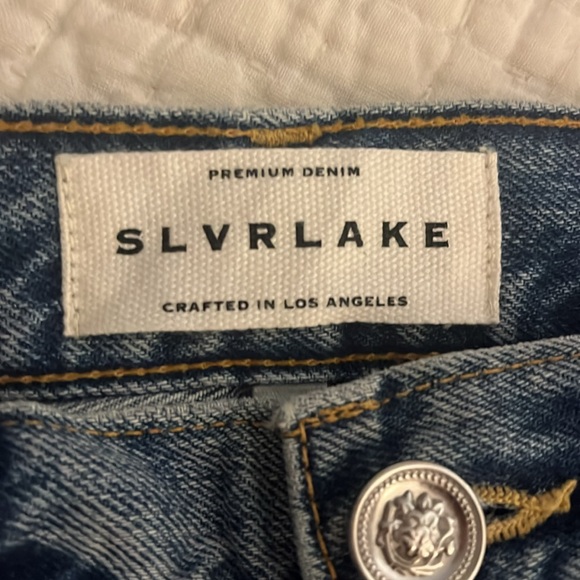 PREMIUM DENIM
SLVRLAKE
CRAFTED IN LOS ANGELES